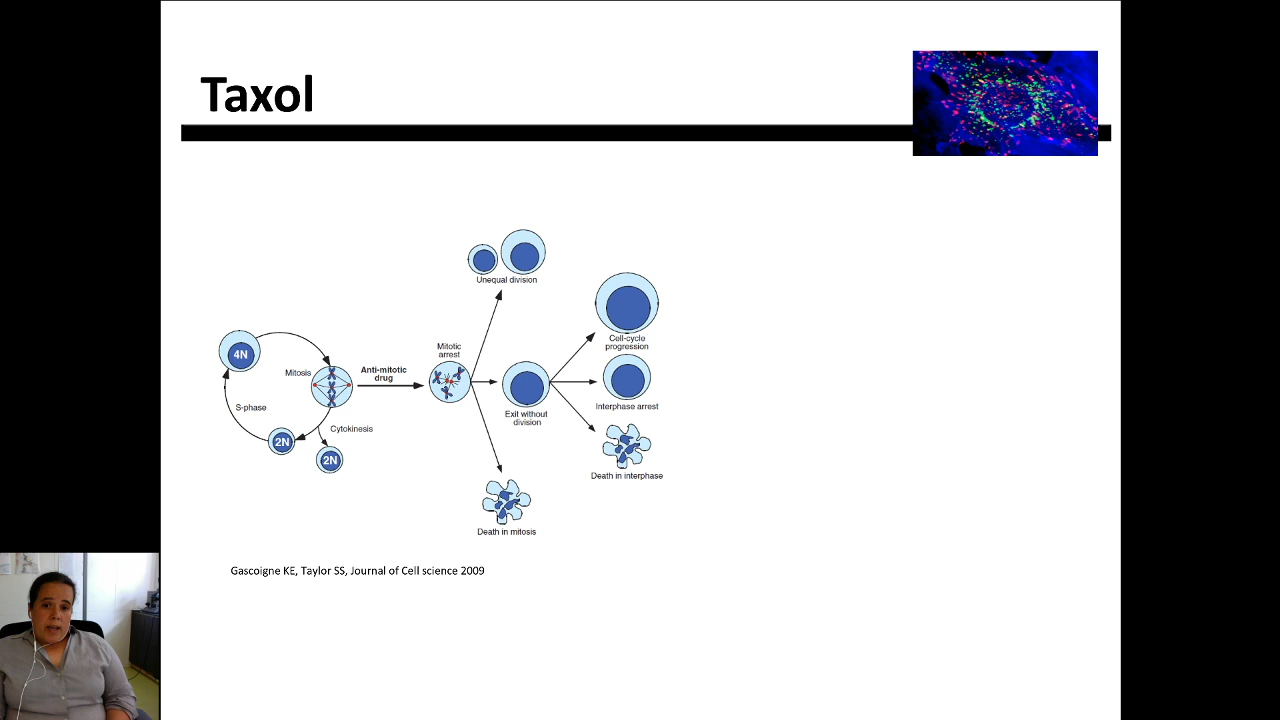 Taxol
Unequal division
Cell-cycle
progression
Mitotic
arrest
4N
Mitosis
Anti-mitotic
drug
Interphase arrest
S-phase
Exit without
division
Cytokinesis
2N
2N
Death in interphase
Death in mitosis
Gascoigne KE, Taylor SS, Journal of Cell science 2009